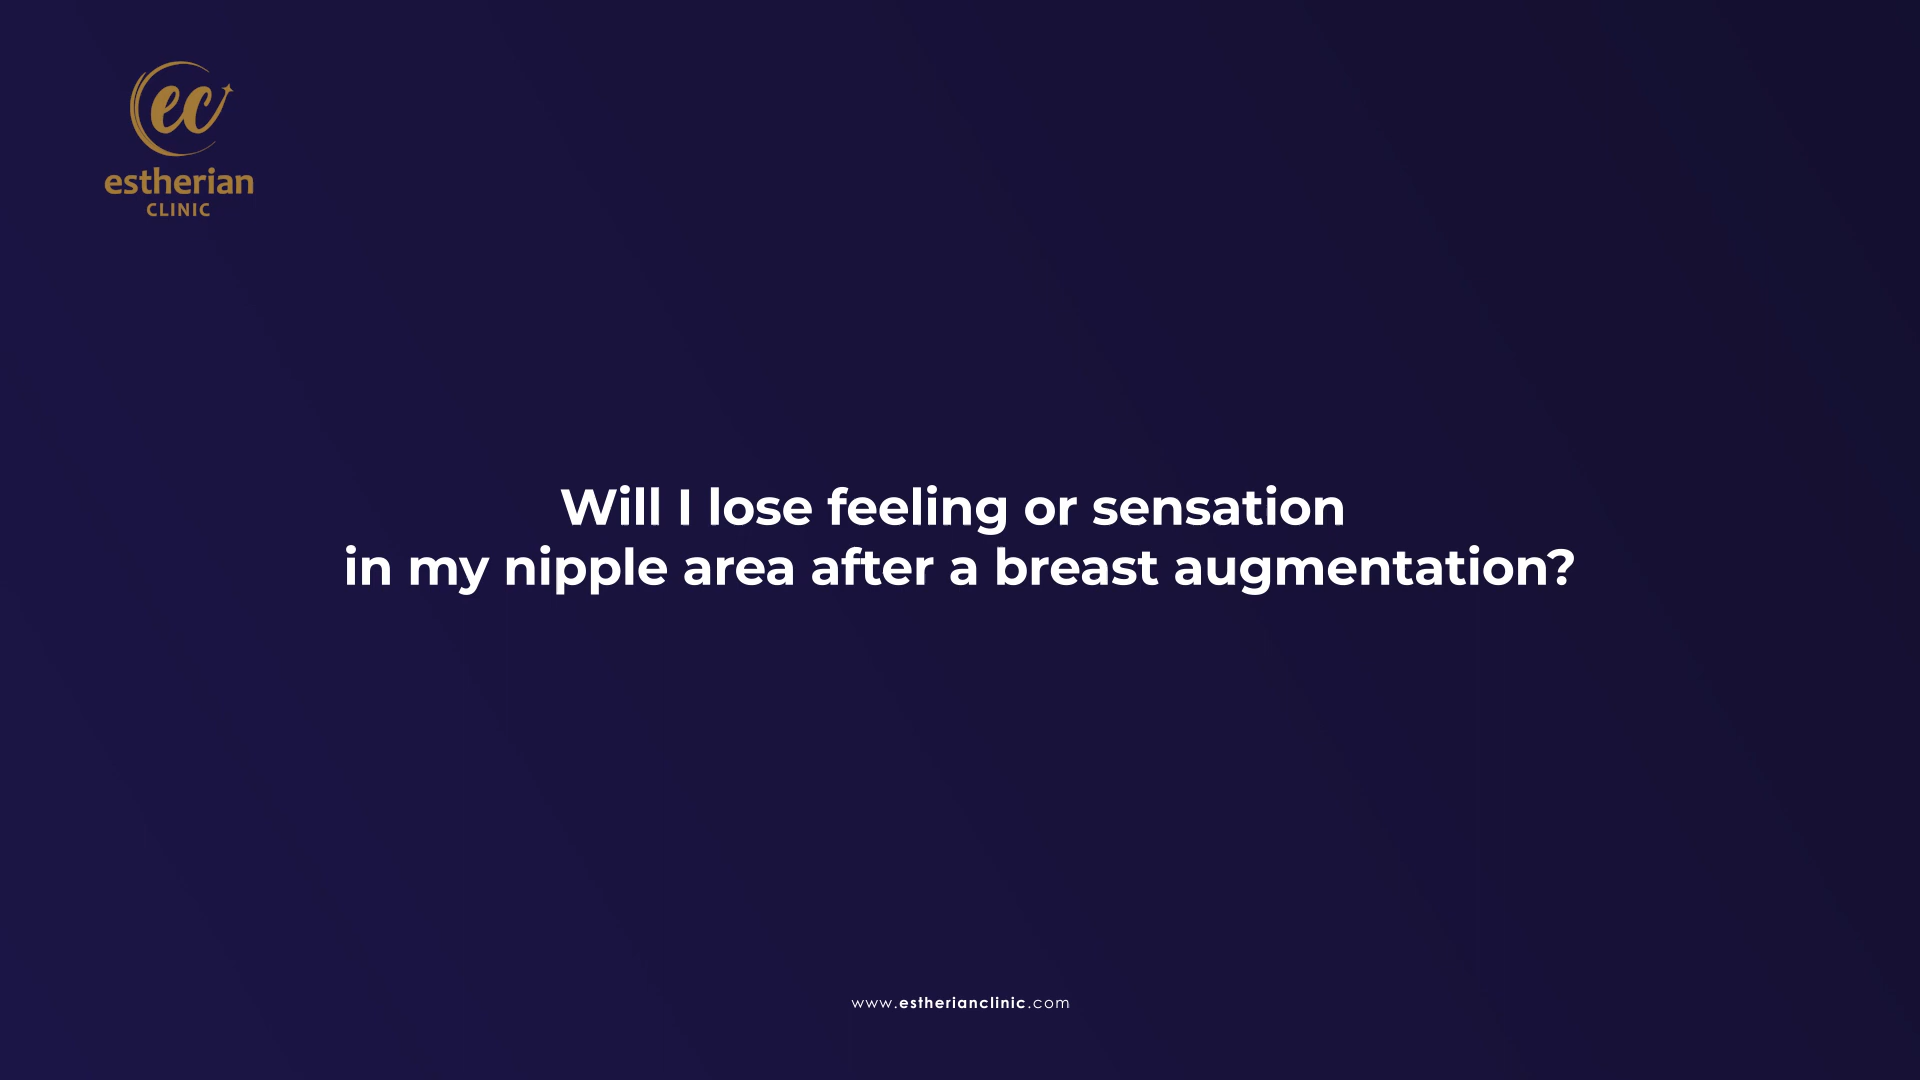 ec
estherian
CLINIC
Will I lose feeling or sensation
in my nipple area after a breast augmentation?
www.estherianclinic.com